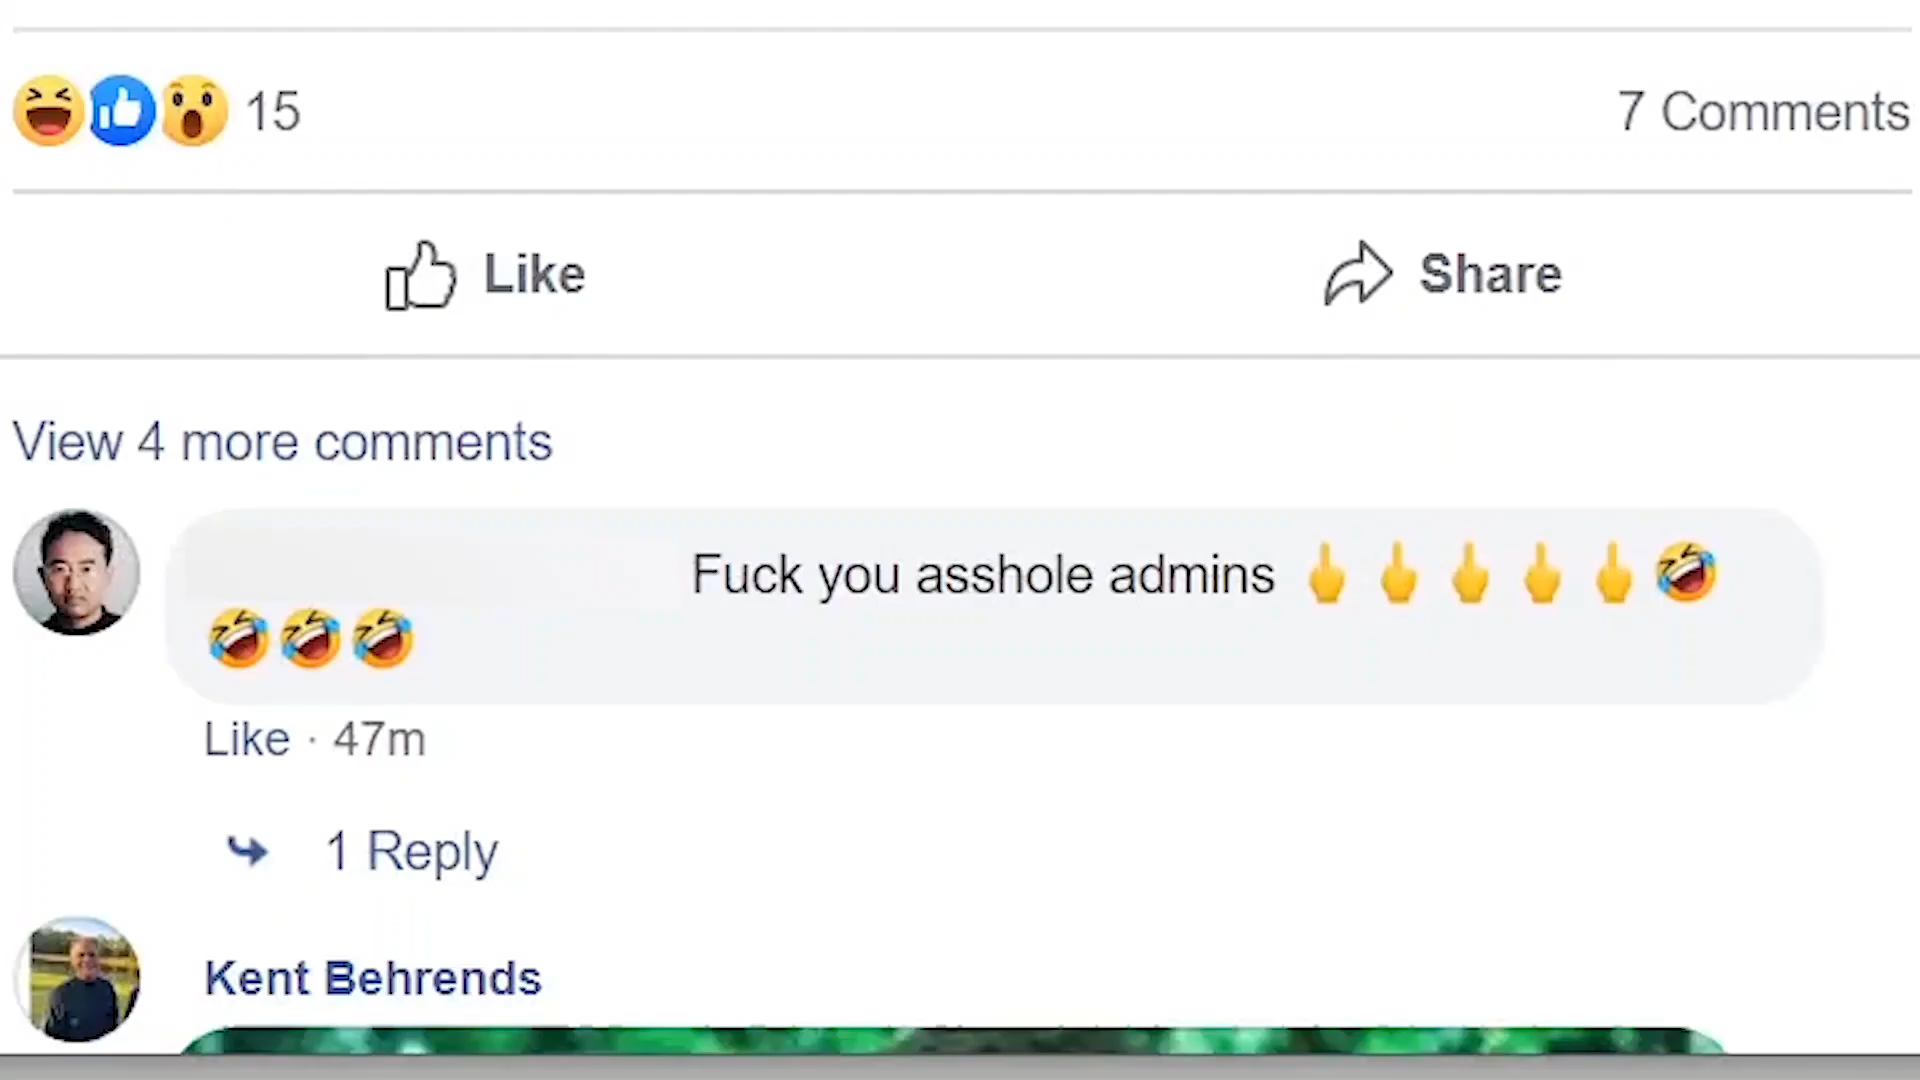 15 7 Comments
Like Share
View 4 more comments
Fuck you asshole admins 🖕🖕🖕🖕🖕🤣
🤣🤣🤣
Like · 47m
1 Reply
Kent Behrends